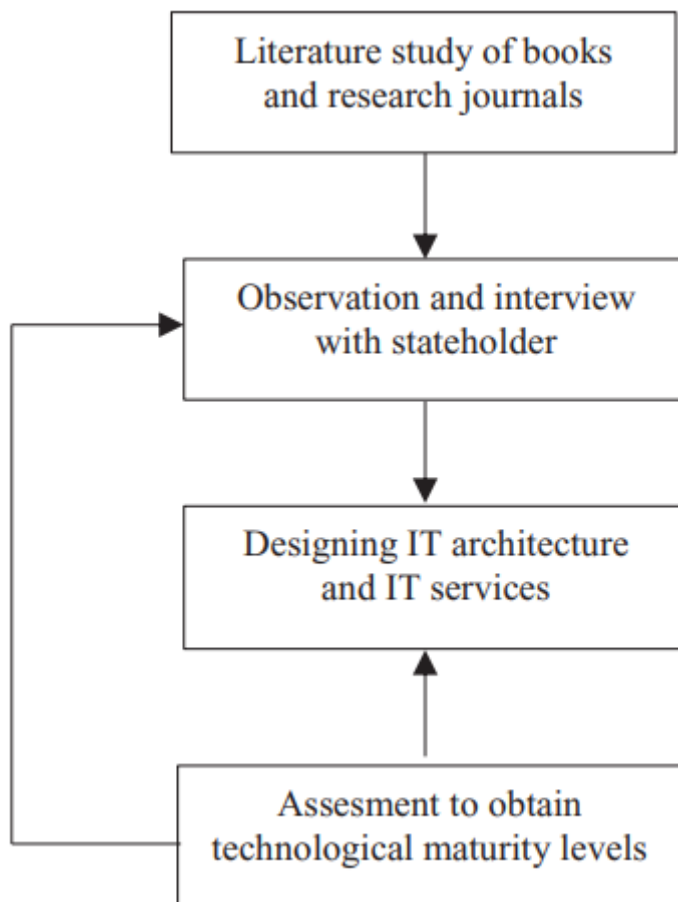 Literature study of books
and research journals
Observation and interview
with stateholder
Designing IT architecture
and IT services
Assesment to obtain
technological maturity levels